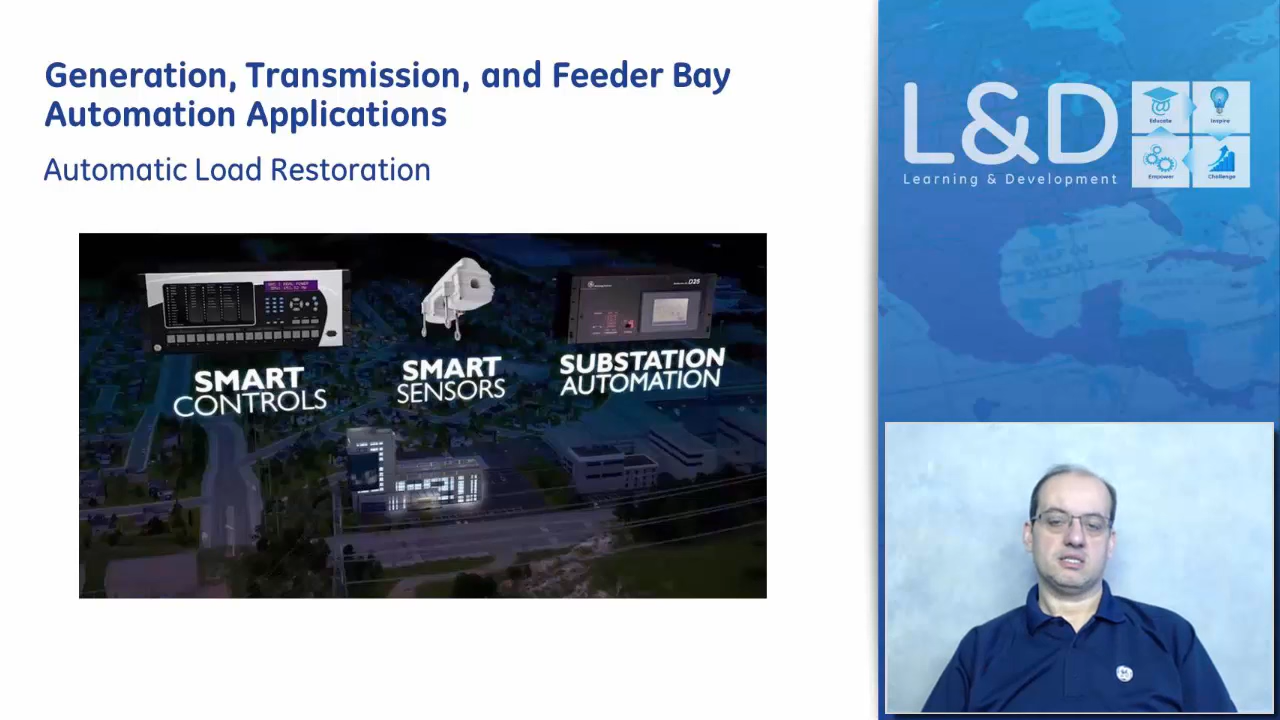 Generation, Transmission, and Feeder Bay
Automation Applications
Automatic Load Restoration
L&D
Learning & Development
Educate
Inspire
Empower
Challenge
SMART
CONTROLS
SMART
SENSORS
D25
SUBSTATION
AUTOMATION